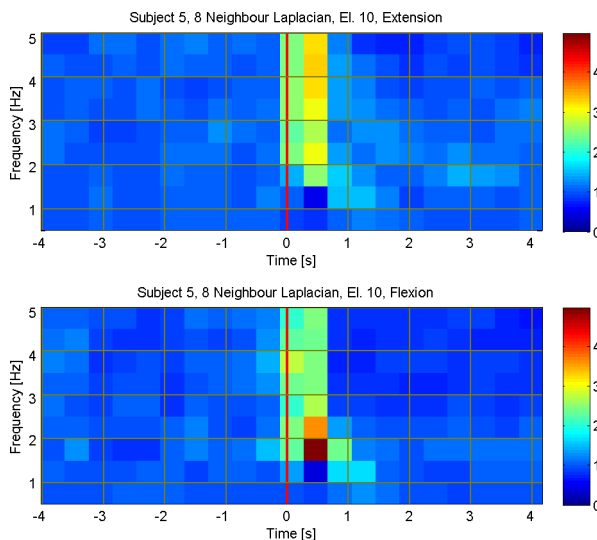 Subject 5, 8 Neighbour Laplacian, El. 10, Extension
Frequency [Hz]
5
4
3
2
1
-4 -3 -2 -1 0 1 2 3 4
Time [s]
4
3
2
1
0
Subject 5, 8 Neighbour Laplacian, El. 10, Flexion
Frequency [Hz]
5
4
3
2
1
-4 -3 -2 -1 0 1 2 3 4
Time [s]
4
3
2
1
0